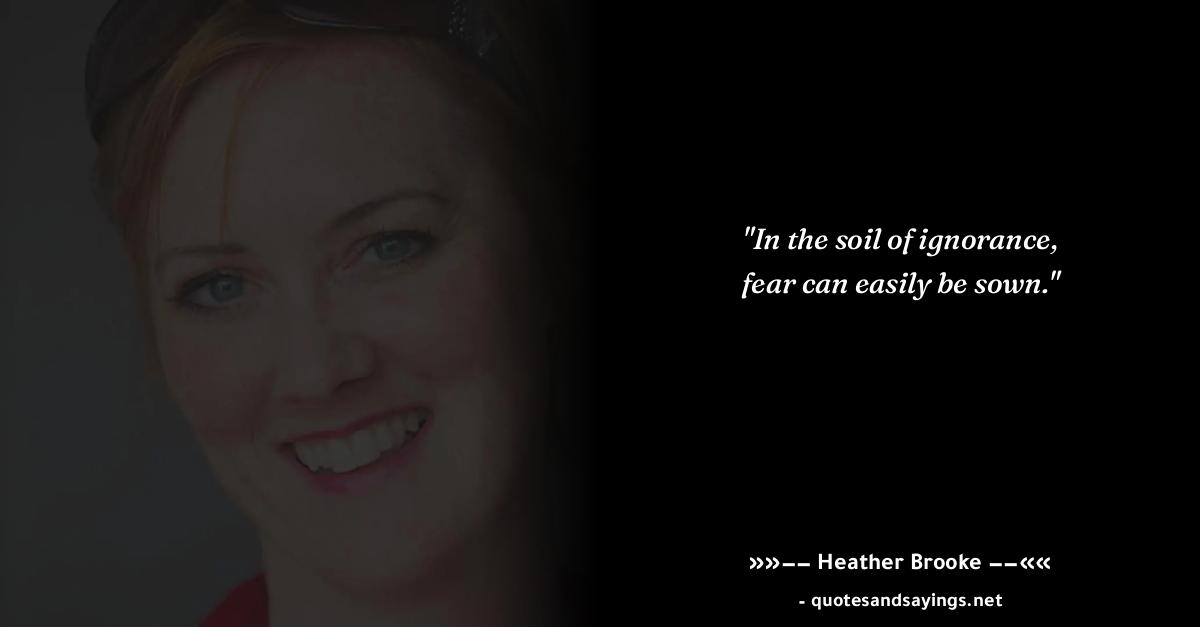 "In the soil of ignorance,
fear can easily be sown."
»»−− Heather Brooke −−««
- quotesandsayings.net